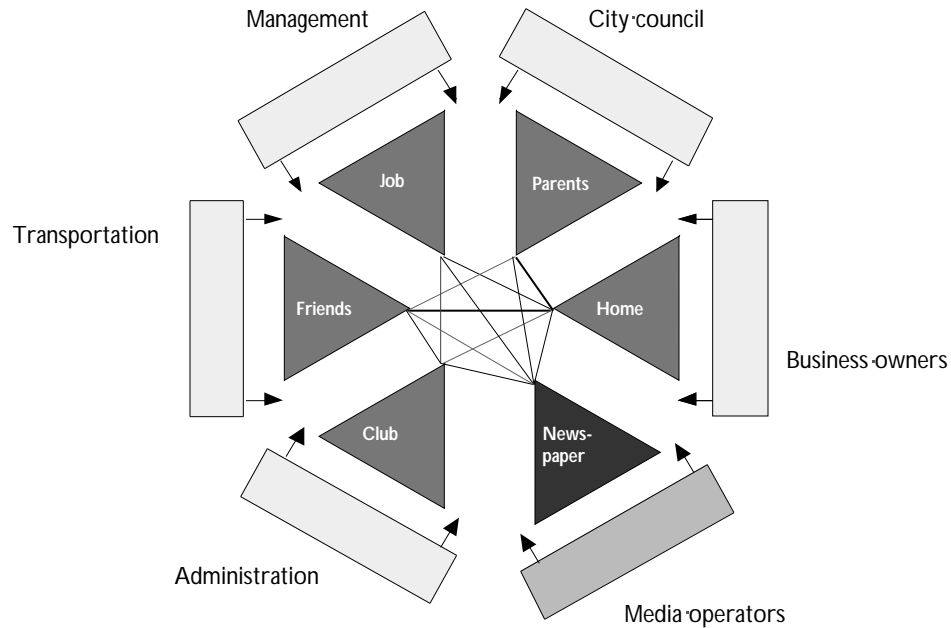 Management
City council
Job
Parents
Transportation
Friends
Home
Business owners
Club
News-
paper
Administration
Media operators